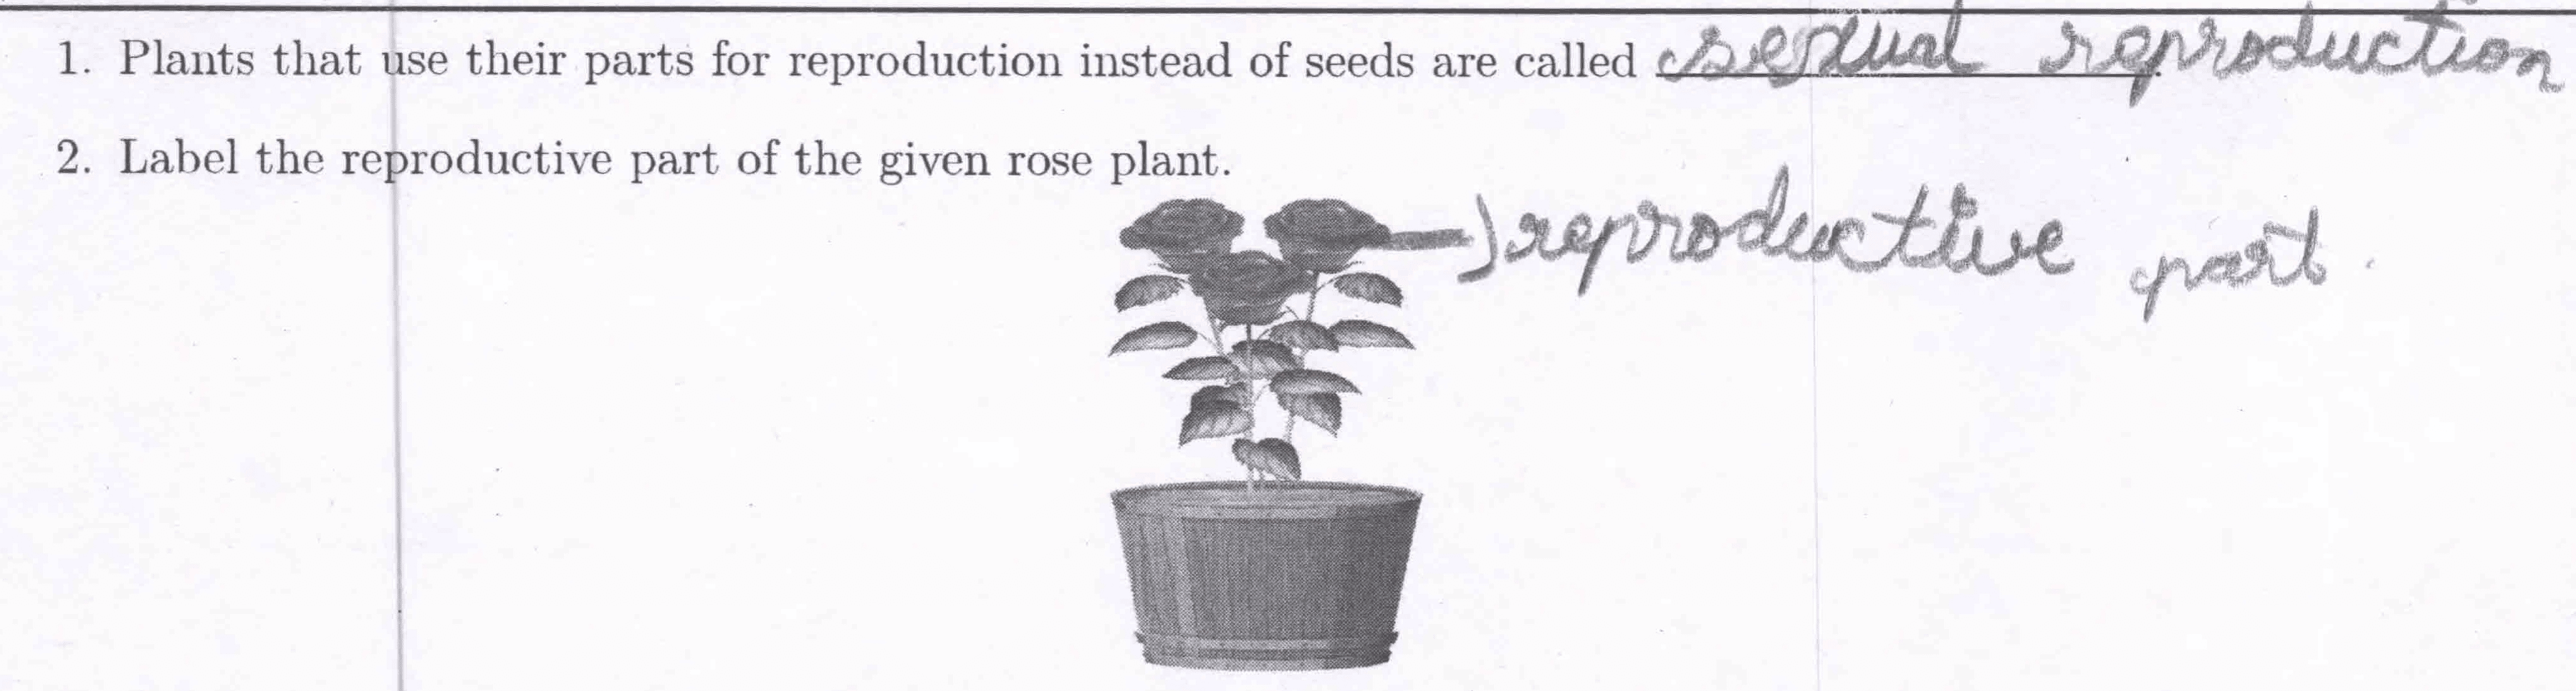 1. Plants that use their parts for reproduction instead of seeds are called sexual reproduction
2. Label the reproductive part of the given rose plant.
reproductive part.